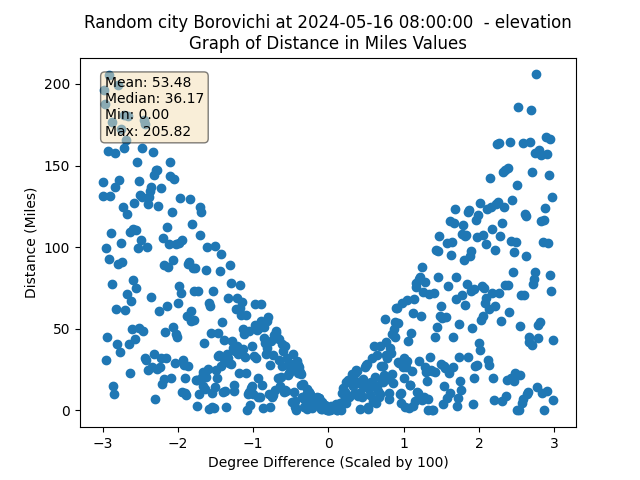 Random city Borovichi at 2024-05-16 08:00:00  - elevation
Graph of Distance in Miles Values
Mean: 53.48
Median: 36.17
Min: 0.00
Max: 205.82
200
150
100
50
0
Distance (Miles)
−3 −2 −1 0 1 2 3
Degree Difference (Scaled by 100)